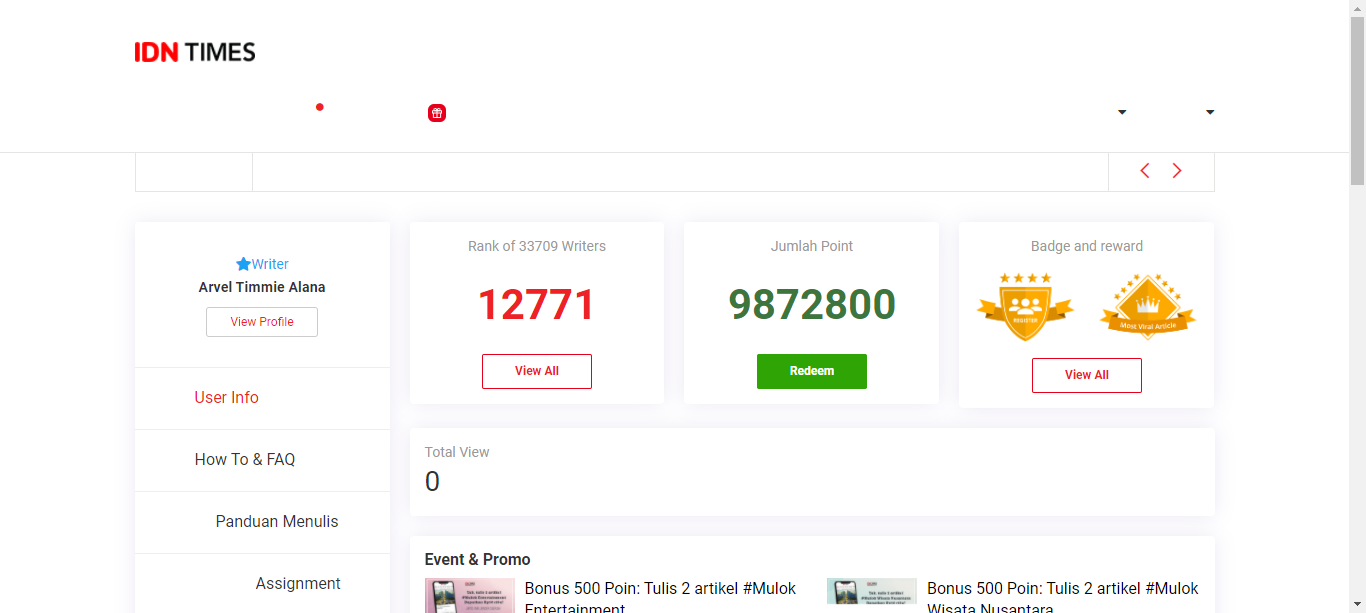 IDN TIMES
Writer
Arvel Timmie Alana
View Profile
User Info
How To & FAQ
Panduan Menulis
Assignment
Rank of 33709 Writers
12771
View All
Jumlah Point
9872800
Redeem
Badge and reward
REGISTER
Most Viral Article
View All
Total View
0
Event & Promo
Bonus 500 Poin: Tulis 2 artikel #Mulok
Entertainment
Bonus 500 Poin: Tulis 2 artikel #Mulok
Wisata Nusantara